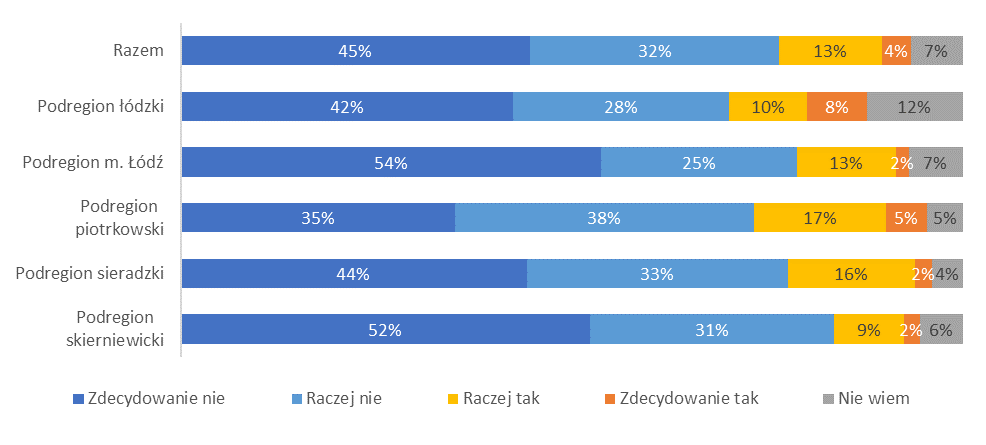 Razem 45% 32% 13% 4% 7%
Podregion łódzki 42% 28% 10% 8% 12%
Podregion m. Łódź 54% 25% 13% 2% 7%
Podregion
piotrkowski 35% 38% 17% 5% 5%
Podregion sieradzki 44% 33% 16% 2% 4%
Podregion
skierniewicki 52% 31% 9% 2% 6%
Zdecydowanie nie Raczej nie Raczej tak Zdecydowanie tak Nie wiem